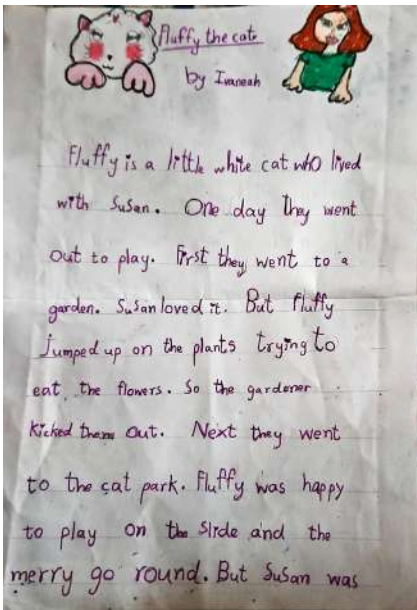 Fluffy the cat
by Ivaneah
Fluffy is a little white cat who lived
with Susan. One day they went
out to play. First they went to a
garden. Susan loved it. But Fluffy
jumped up on the plants trying to
eat the flowers. So the gardener
kicked them out. Next they went
to the cat park. Fluffy was happy
to play on the slide and the
merry go round. But Susan was